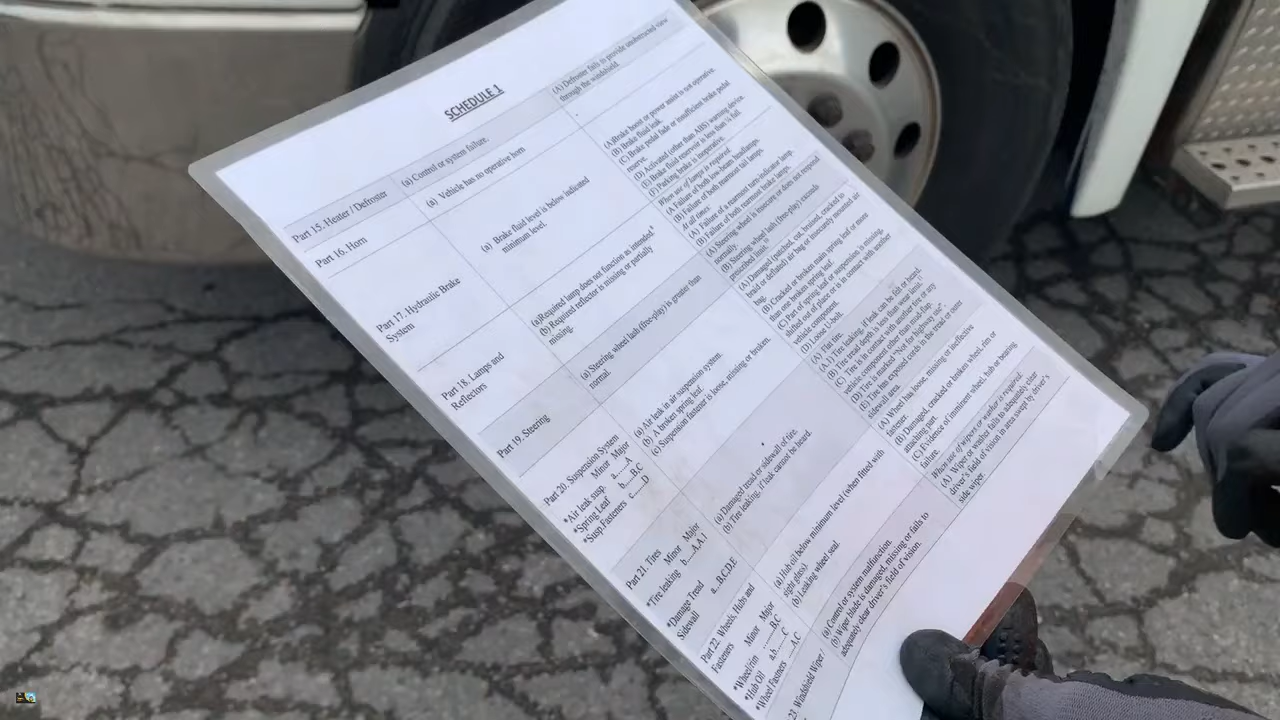 SCHEDULE 1
Part 15. Heater / Defroster
(a) Control or system failure.
(A) Defroster fails to provide unobstructed view
through the windshield.
Part 16. Horn
(a) Vehicle has no operative horn
Part 17. Hydraulic Brake
System
(a) Brake fluid level is below indicated
minimum level.
(A)Brake boost or power assist is not operative.
(B) Brake fluid leak.
(C) Brake pedal fade or insufficient brake pedal
reserve.
(D) Activated (other than ABS) warning device.
(E) Brake fluid reservoir is less than ¼ full.
(F) Parking brake is inoperative.
Part 18. Lamps and
Reflectors
(a)Required lamp does not function as intended
(b) Required reflector is missing or partially
missing.
When use of lamps is required:
(A) Failure of both low-beam headlamps.
(B) Failure of both rearmost tail lamps.
At all times:
(A) Failure of a rearmost turn-indicator lamp.
(B) Failure of both rearmost brake lamps.
Part 19. Steering
(a) Steering wheel lash (free-play) is greater than
normal.
(A) Steering wheel is insecure or does not respond
normally.
(B) Steering wheel lash (free-play) exceeds
prescribed limit.
Part 20. Suspension System
Minor Major
*Air leak susp. a......A
*Spring Leaf b......B,C
*Susp.Fasteners c......D
(a) Air leak in air suspension system.
(b) A broken spring leaf.
(c) Suspension fastener is loose, missing or broken.
(A) Damaged (patched, cut, bruised, cracked to
braid or deflated) air bag or insecurely mounted air
bag.
(B) Cracked or broken main spring leaf or more
than one broken spring leaf.
(C) Part of spring leaf or suspension is missing,
shifted out of place or is in contact with another
vehicle component.
(D) Loose U-bolt.
Part 21. Tires
Minor Major
*Tire leaking b......A,A.1
*Damage Tread
Sidewall a...B,C,D,E
(a) Damaged tread or sidewall of tire.
(b) Tire leaking, if leak cannot be heard.
(A) Flat tire.
(A.1) Tire leaking, if leak can be felt or heard.
(B) Tire tread depth is less than wear limit.
(C) Tire is in contact with another tire or any
vehicle component other than mud-flap.
(D) Tire is marked "Not for highway use".
(E) Tire has exposed cords in the tread or outer
sidewall area.
Part 22. Wheels Hubs and
Fasteners Minor Major
*Wheel/rim ........B,C
*Hub Oil a,b......C
*Wheel Fasteners ....A,C
(a) Hub oil below minimum level (when fitted with
sight glass).
(b) Leaking wheel seal.
(A) Wheel has loose, missing or ineffective
fastener.
(B) Damaged, cracked or broken wheel, rim or
attaching part.
(C) Evidence of imminent wheel, hub or bearing
failure.
23. Windshield Wiper/
(a) Control or system malfunction.
(b) Wiper blade is damaged, missing or fails to
adequately clear driver's field of vision.
When use of wipers or washer is required:
(A) Wiper or washer fails to adequately clear
driver's field of vision in area swept by driver's
side wiper.